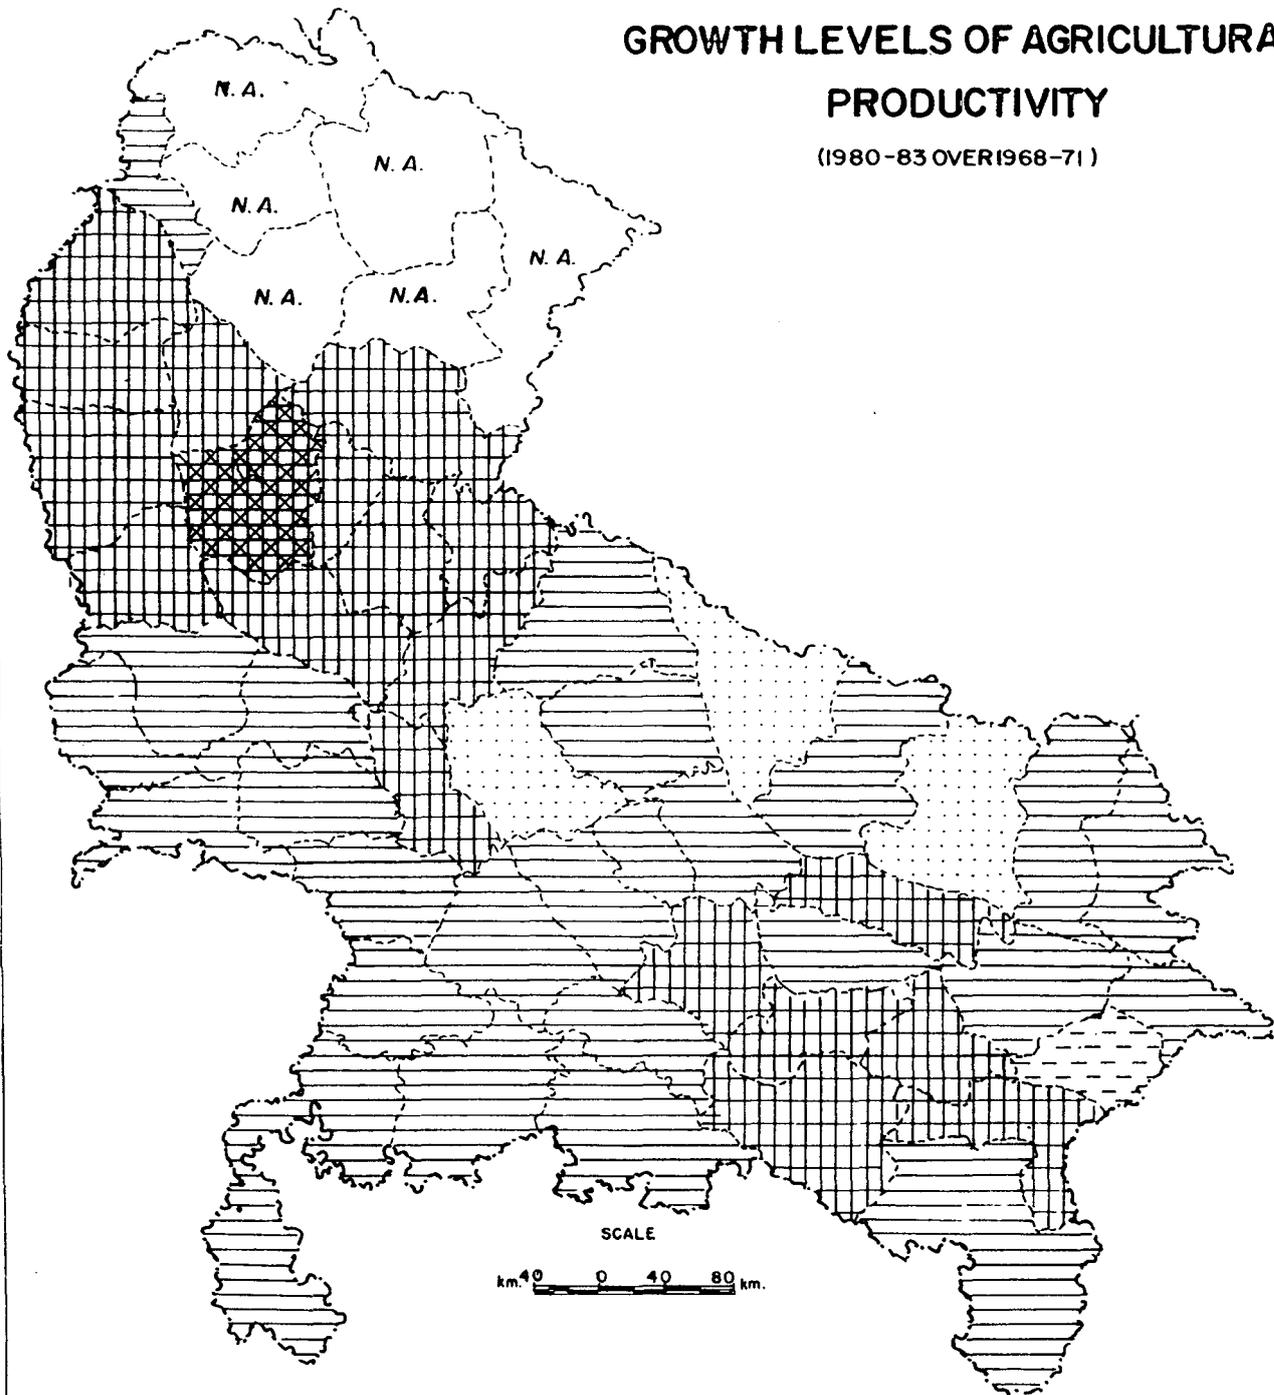 GROWTH LEVELS OF AGRICULTURA
PRODUCTIVITY
(1980-83 OVER 1968-71)
N. A.
N. A.
N. A.
N. A.
N. A.
N. A.
SCALE
km. 40 0 40 80 km.